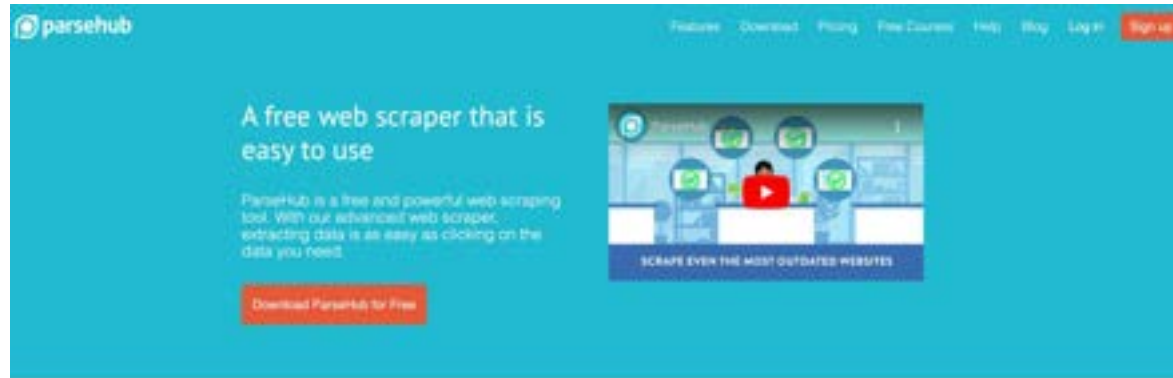 parsehub
Features Download Pricing Free Courses Help Blog Log in Sign up
A free web scraper that is
easy to use
ParseHub is a free and powerful web scraping
tool. With our advanced web scraper,
extracting data is as easy as clicking on the
data you need.
Download ParseHub for Free
ParseHub
SCRAPE EVEN THE MOST OUTDATED WEBSITES